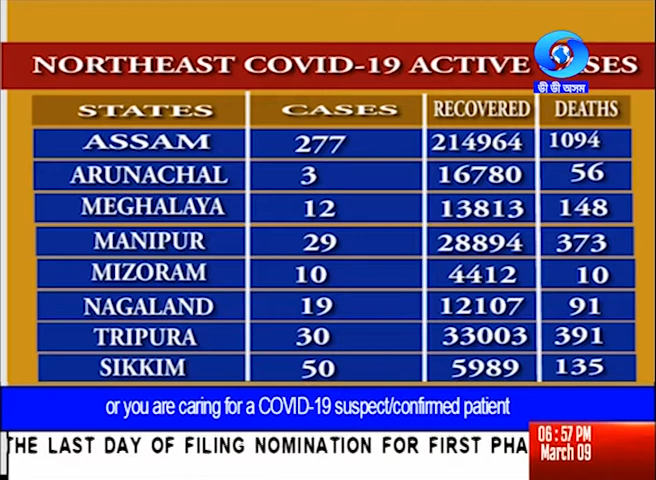 ডী ডী অসম
NORTHEAST COVID-19 ACTIVE
STATES CASES RECOVERED DEATHS
ASSAM 277 214964 1094
ARUNACHAL 3 16780 56
MEGHALAYA 12 13813 148
MANIPUR 29 28894 373
MIZORAM 10 4412 10
NAGALAND 19 12107 91
TRIPURA 30 33003 391
SIKKIM 50 5989 135
or you are caring for a COVID-19 suspect/confirmed patient
THE LAST DAY OF FILING NOMINATION FOR FIRST PHA
06:57 PM
March 09